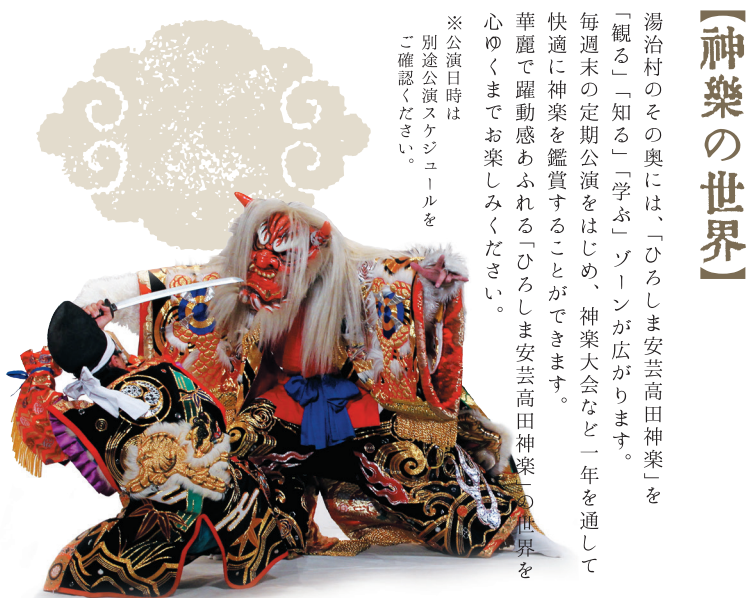 【神樂の世界】
湯治村のその奥には、「ひろしま安芸高田神楽」を
「観る」「知る」「学ぶ」ゾーンが広がります。
毎週末の定期公演をはじめ、神楽大会など一年を通して
快適に神楽を鑑賞することができます。
華麗で躍動感あふれる「ひろしま安芸高田神楽」の世界を
心ゆくまでお楽しみください。
※公演日時は
別途公演スケジュールを
ご確認ください。